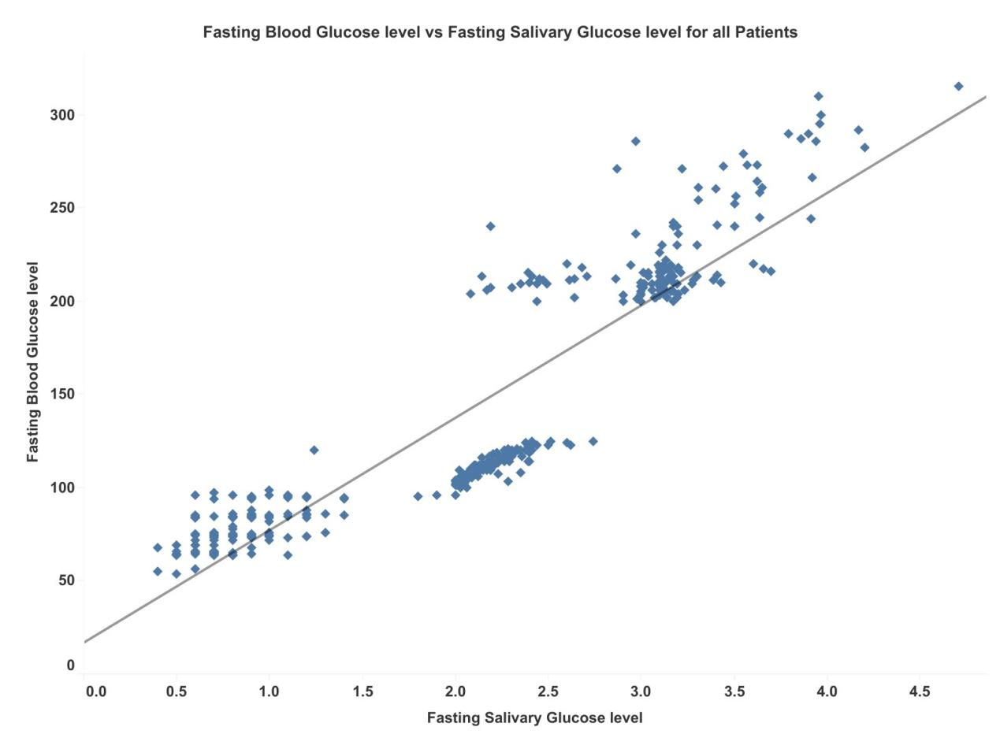 Fasting Blood Glucose level vs Fasting Salivary Glucose level for all Patients
Fasting Blood Glucose level
300
250
200
150
100
50
0
0.0 0.5 1.0 1.5 2.0 2.5 3.0 3.5 4.0 4.5
Fasting Salivary Glucose level